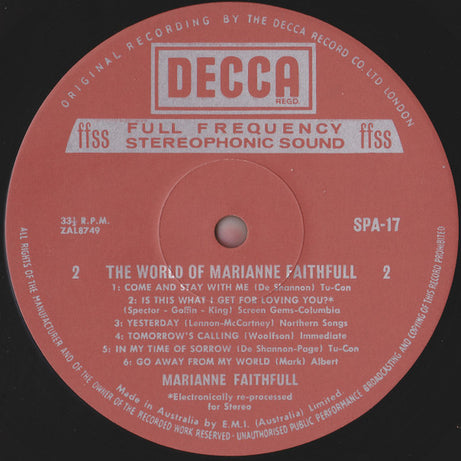 ORIGINAL RECORDING BY THE DECCA RECORD CO LTD LONDON
DECCA
REGD.
ffss FULL FREQUENCY STEREOPHONIC SOUND ffss
33⅓ R.P.M.
ZAL8749
SPA-17
2 THE WORLD OF MARIANNE FAITHFULL 2
1: COME AND STAY WITH ME (De Shannon) Tu-Con
2: IS THIS WHAT I GET FOR LOVING YOU?*
(Spector - Goffin - King) Screen Gems-Columbia
3: YESTERDAY (Lennon-McCartney) Northern Songs
4: TOMORROW'S CALLING (Woolfson) Immediate
5: IN MY TIME OF SORROW (De Shannon-Page) Tu-Con
6: GO AWAY FROM MY WORLD (Mark) Albert
MARIANNE FAITHFULL
*Electronically re-processed
for Stereo
Made in Australia by E.M.I. (Australia) Limited.
ALL RIGHTS OF THE MANUFACTURER AND OF THE OWNER OF THE RECORDED WORK RESERVED - UNAUTHORISED PUBLIC PERFORMANCE BROADCASTING AND COPYING OF THIS RECORD PROHIBITED